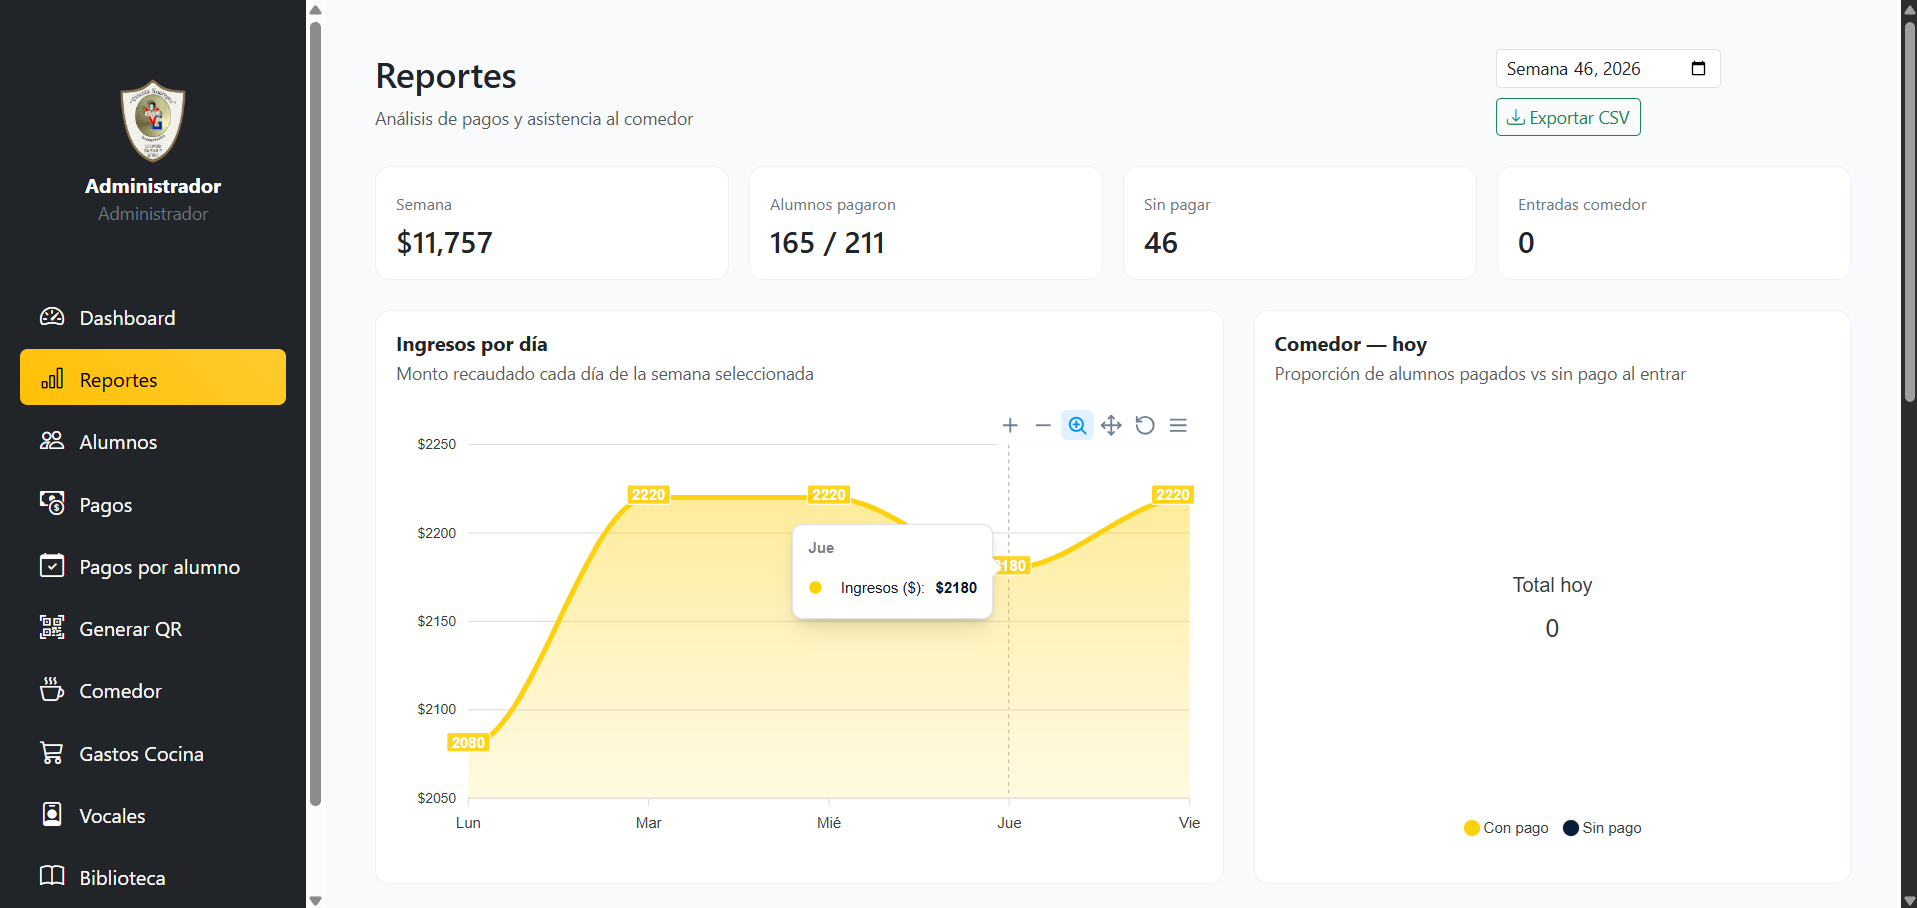 Administrador
Administrador
Dashboard
Reportes
Alumnos
Pagos
Pagos por alumno
Generar QR
Comedor
Gastos Cocina
Vocales
Biblioteca
Reportes
Análisis de pagos y asistencia al comedor
Semana 46, 2026
Exportar CSV
Semana
$11,757
Alumnos pagaron
165 / 211
Sin pagar
46
Entradas comedor
0
Ingresos por día
Monto recaudado cada día de la semana seleccionada
$2250
$2200
$2150
$2100
$2050
2080
2220
2220
2220
Jue
Ingresos ($): $2180
Lun
Mar
Mié
Jue
Vie
Comedor — hoy
Proporción de alumnos pagados vs sin pago al entrar
Total hoy
0
Con pago
Sin pago